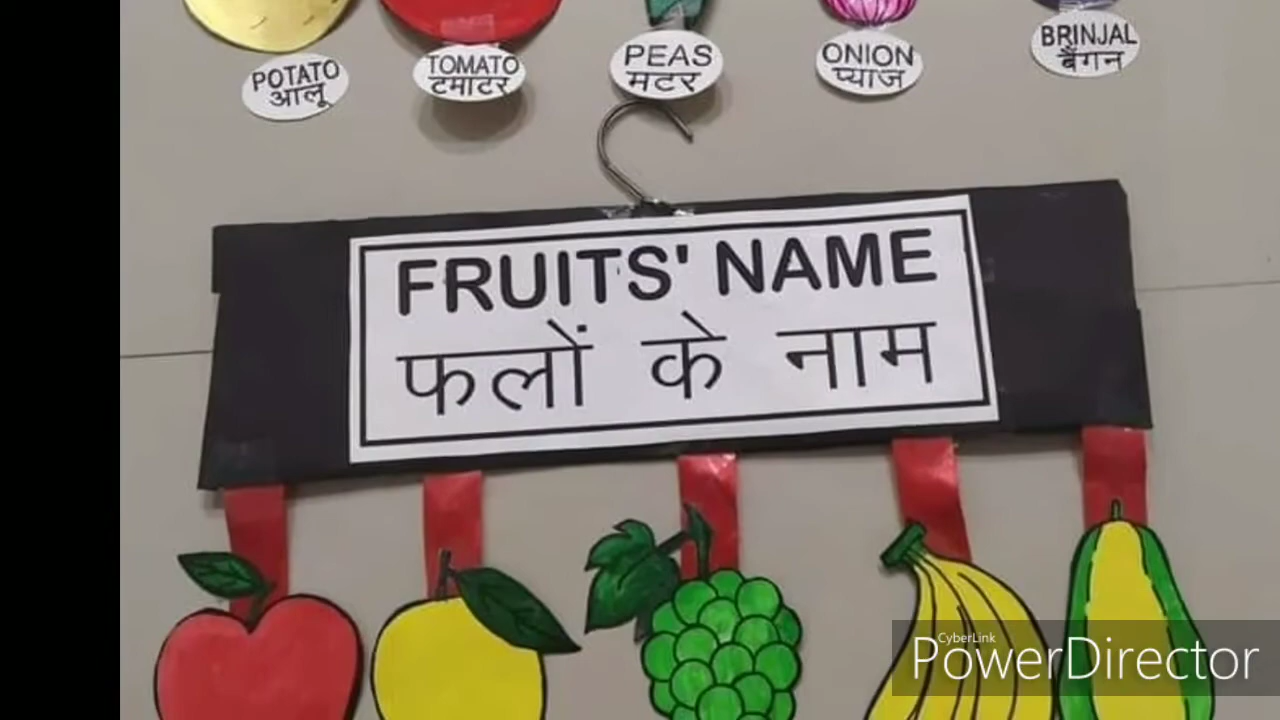 POTATO
आलू
TOMATO
टमाटर
PEAS
मटर
ONION
प्याज
BRINJAL
बैंगन
FRUITS' NAME
फलों के नाम
CyberLink
PowerDirector